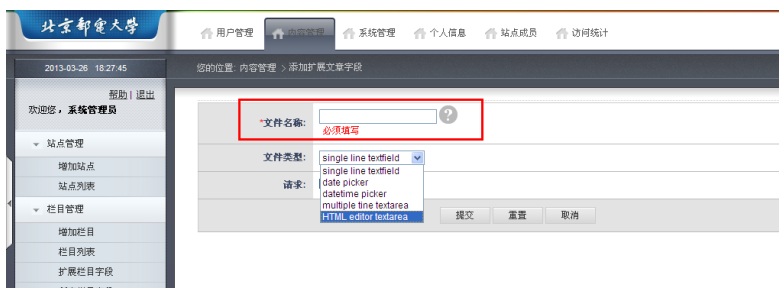 北京邮电大学
用户管理 内容管理 系统管理 个人信息 站点成员 访问统计
2013-03-26 18:27:45
您的位置: 内容管理 > 添加扩展文章字段
帮助 | 退出
欢迎您，系统管理员
站点管理
增加站点
站点列表
栏目管理
增加栏目
栏目列表
扩展栏目字段
*文件名称:
?
必须填写
文件类型:
single line textfield
single line textfield
date picker
datetime picker
multiple tine textarea
HTML editor textarea
请求:
提交 重置 取消